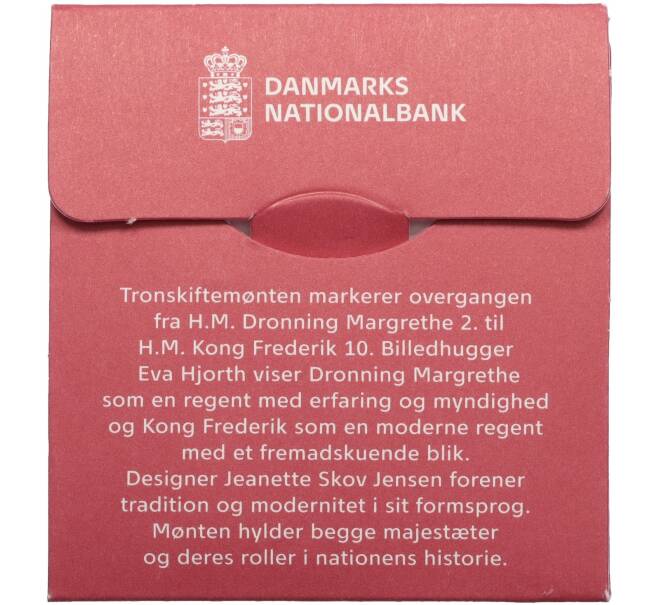 DANMARKS
NATIONALBANK
Tronskiftemønten markerer overgangen
fra H.M. Dronning Margrethe 2. til
H.M. Kong Frederik 10. Billedhugger
Eva Hjorth viser Dronning Margrethe
som en regent med erfaring og myndighed
og Kong Frederik som en moderne regent
med et fremadskuende blik.
Designer Jeanette Skov Jensen forener
tradition og modernitet i sit formsprog.
Mønten hylder begge majestæter
og deres roller i nationens historie.